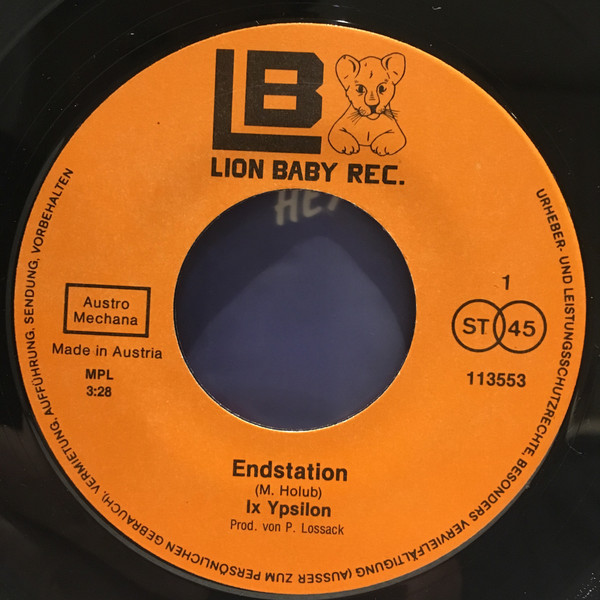 LB
LION BABY REC.
HEY
Austro
Mechana
Made in Austria
MPL
3:28
1
ST 45
113553
Endstation
(M. Holub)
Ix Ypsilon
Prod. von P. Lossack
URHEBER- UND LEISTUNGSSCHUTZRECHTE, BESONDERS VERVIELFÄLTIGUNG (AUSSER ZUM PERSÖNLICHEN GEBRAUCH), VERMIETUNG, AUFFÜHRUNG, SENDUNG, VORBEHALTEN